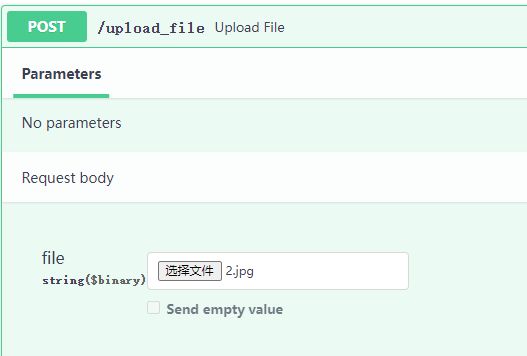 POST /upload_file Upload File
Parameters
No parameters
Request body
file
string($binary)
选择文件 2.jpg
Send empty value